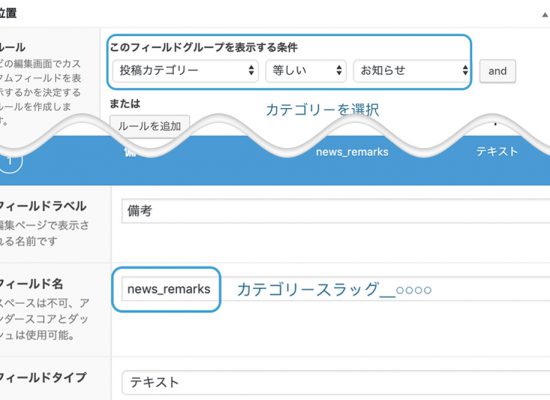 位置
ルール
どの編集画面でカス
タムフィールドを表
示するかを決定する
ルールを作成しま
す。
このフィールドグループを表示する条件
投稿カテゴリー 等しい お知らせ and
または
カテゴリーを選択
ルールを追加
1 news_remarks テキスト
フィールドラベル
編集ページで表示さ
れる名前です
備考
フィールド名
スペースは不可、ア
ンダースコアとダッ
シュは使用可能。
news_remarks カテゴリースラッグ__○○○○
フィールドタイプ
テキスト